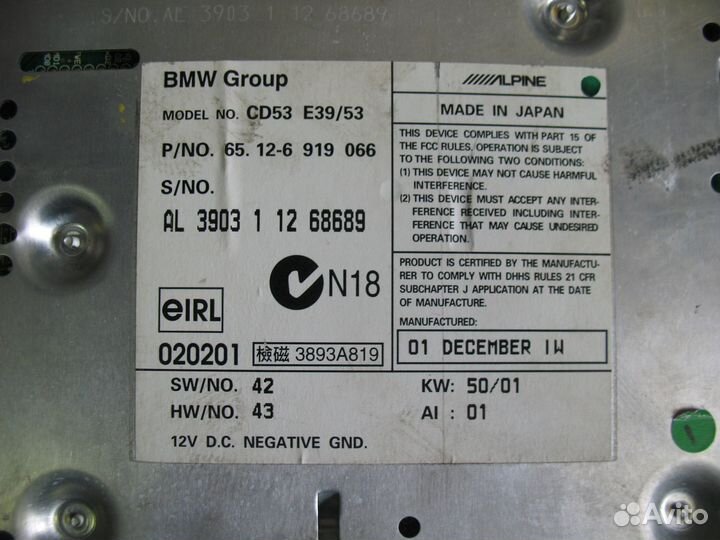 S/NO. AL 3903 1 12 68689
BMW Group
MODEL NO. CD53 E39/53
P/NO. 65. 12-6 919 066
S/NO.
AL 3903 1 12 68689
N18
eIRL
020201 檢磁 3893A819
ALPINE
MADE IN JAPAN
THIS DEVICE COMPLIES WITH PART 15 OF
THE FCC RULES. OPERATION IS SUBJECT
TO THE FOLLOWING TWO CONDITIONS:
(1) THIS DEVICE MAY NOT CAUSE HARMFUL
INTERFERENCE.
(2) THIS DEVICE MUST ACCEPT ANY INTER-
FERENCE RECEIVED INCLUDING INTER-
FERENCE THAT MAY CAUSE UNDESIRED
OPERATION.
PRODUCT IS CERTIFIED BY THE MANUFACTU-
RER TO COMPLY WITH DHHS RULES 21 CFR
SUBCHAPTER J APPLICATION AT THE DATE
OF MANUFACTURE.
MANUFACTURED:
01 DECEMBER 1W
SW/NO. 42
HW/NO. 43
12V D.C. NEGATIVE GND.
KW: 50/01
AI : 01
Avito